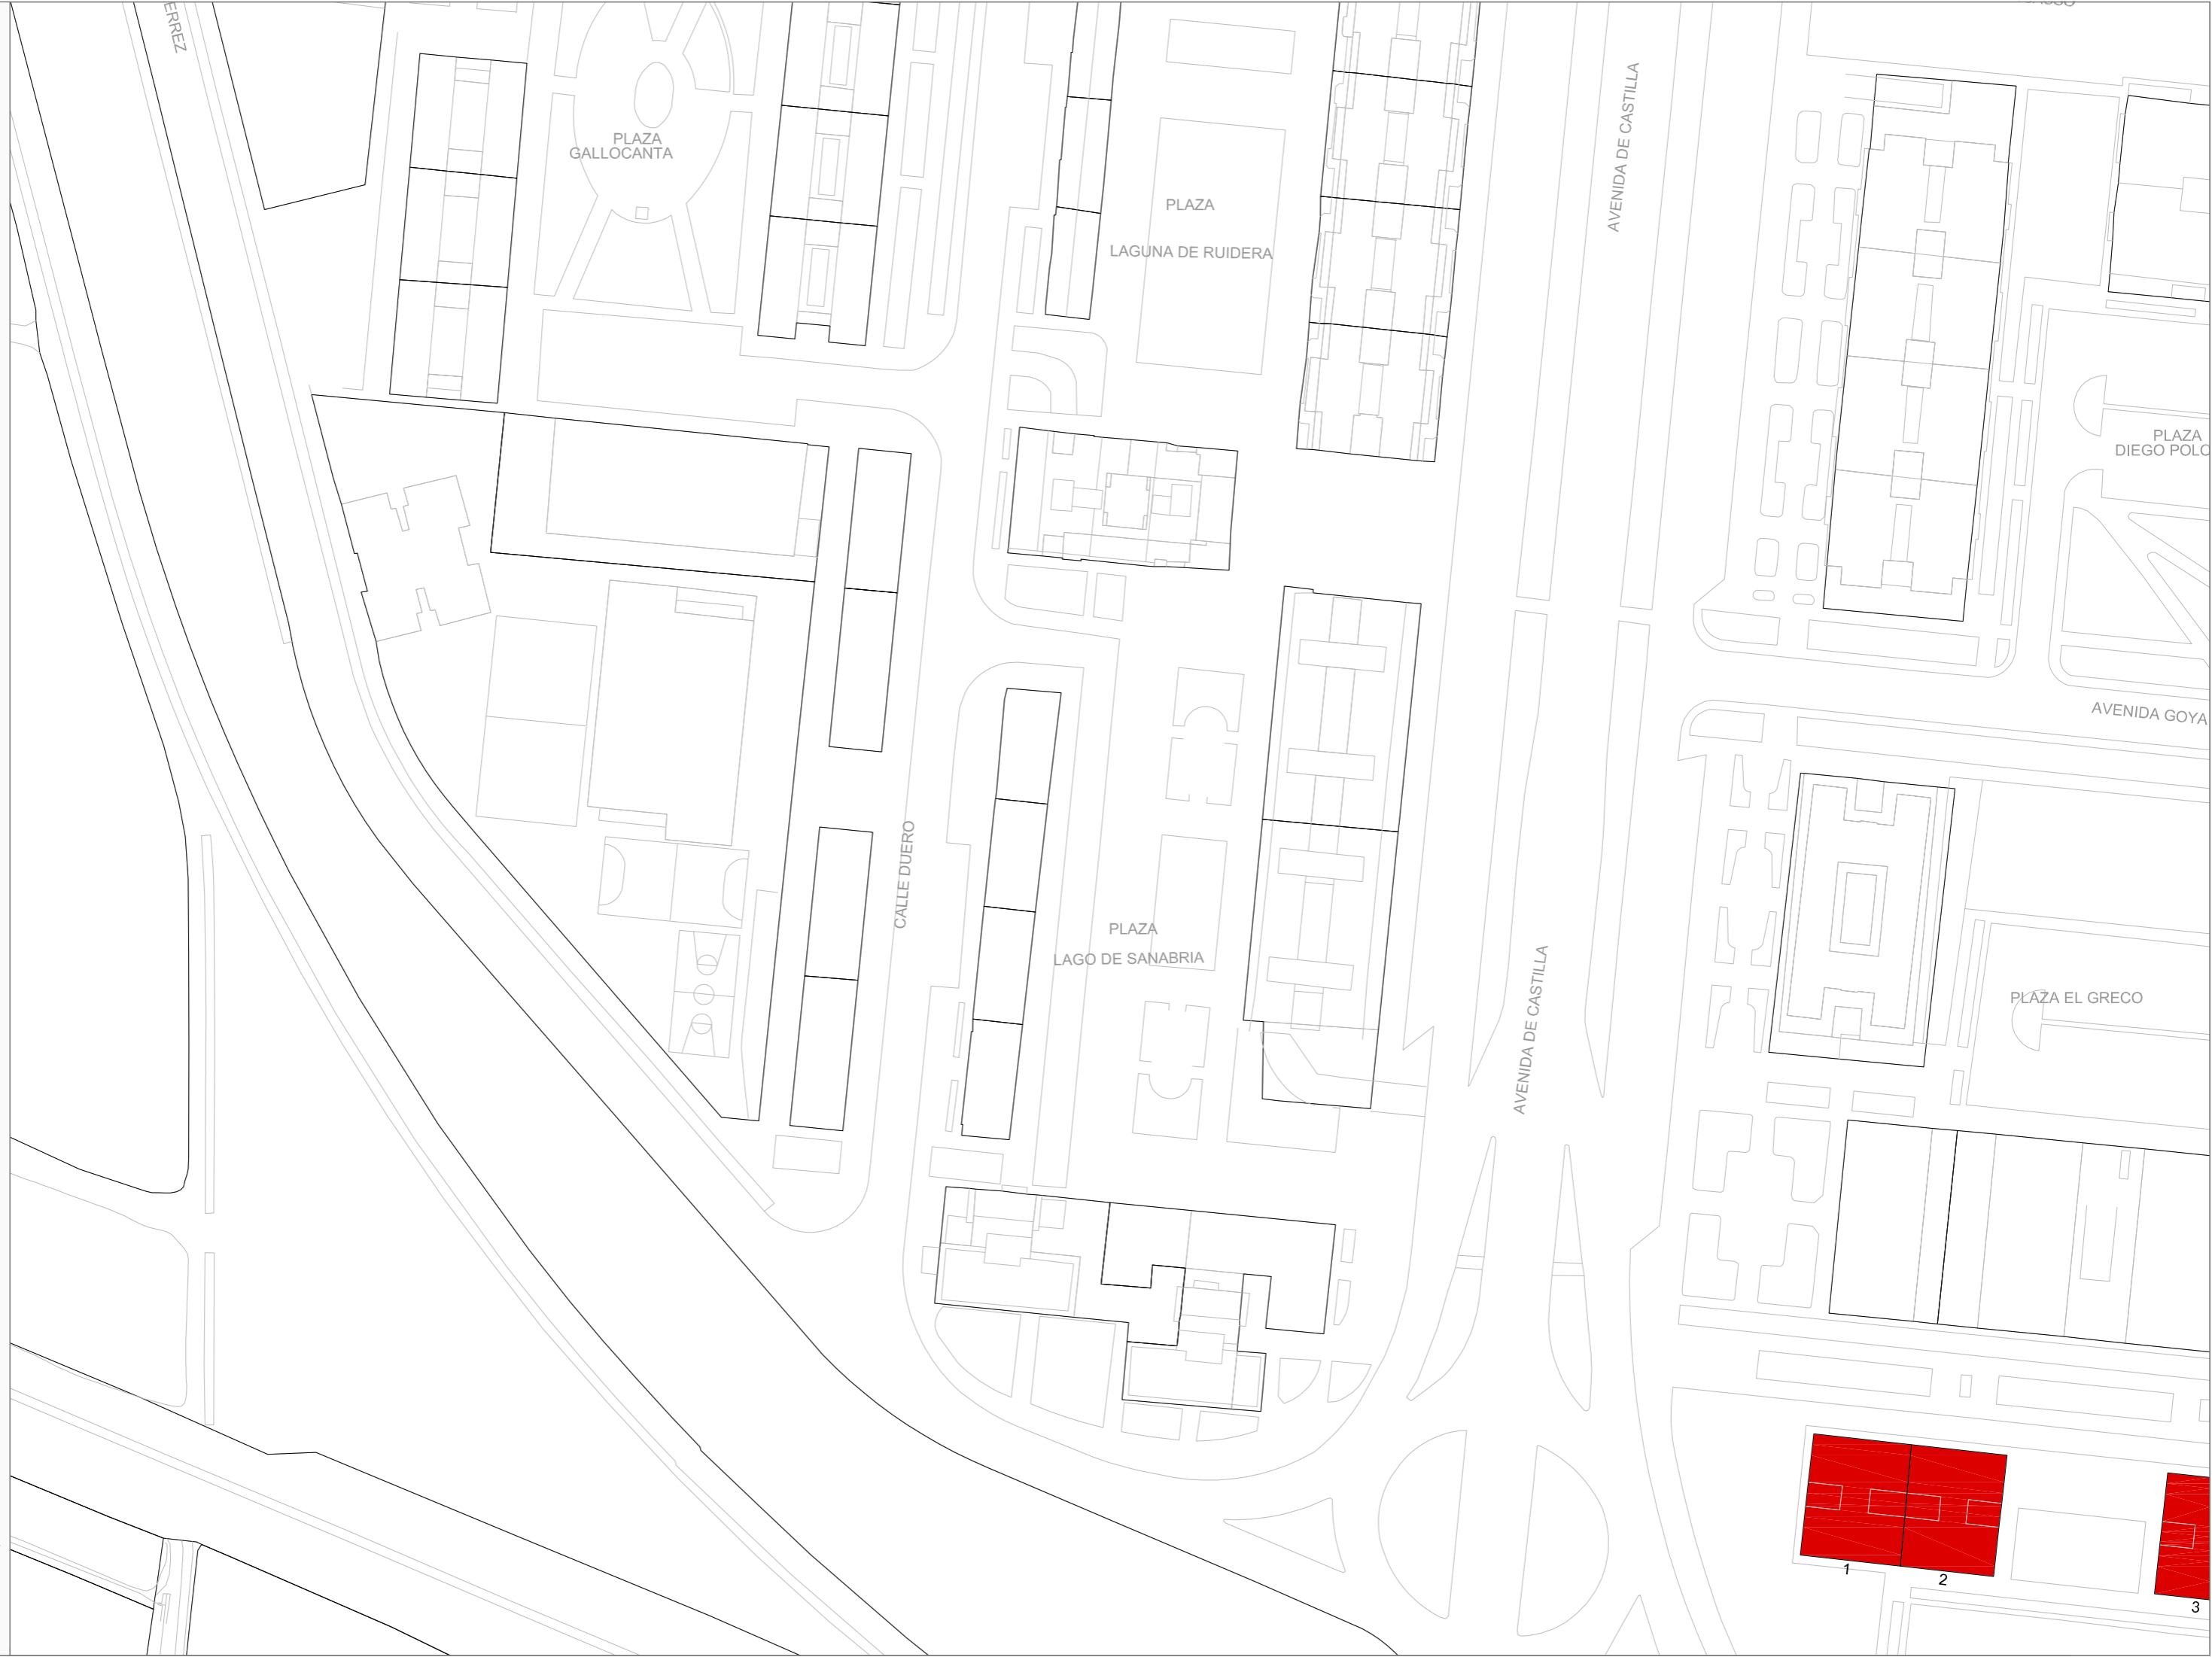 ERREZ
PLAZA
GALLOCANTA
PLAZA
LAGUNA DE RUIDERA
AVENIDA DE CASTILLA
PLAZA
DIEGO POLO
AVENIDA GOYA
CALLE DUERO
PLAZA
LAGO DE SANABRIA
AVENIDA DE CASTILLA
PLAZA EL GRECO
1
2
3